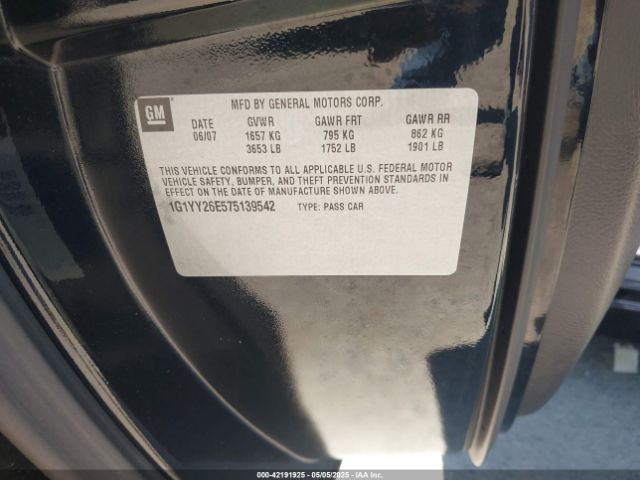 GM
MFD BY GENERAL MOTORS CORP.
DATE GVWR GAWR FRT GAWR RR
06/07 1657 KG 795 KG 862 KG
3653 LB 1752 LB 1901 LB
THIS VEHICLE CONFORMS TO ALL APPLICABLE U.S. FEDERAL MOTOR
VEHICLE SAFETY, BUMPER, AND THEFT PREVENTION STANDARDS IN
EFFECT ON THE DATE OF MANUFACTURE SHOWN ABOVE.
1G1YY26E575139542 TYPE: PASS CAR
000-42191925 - 05/05/2025 - Copyright © 2025 IAA, Inc.